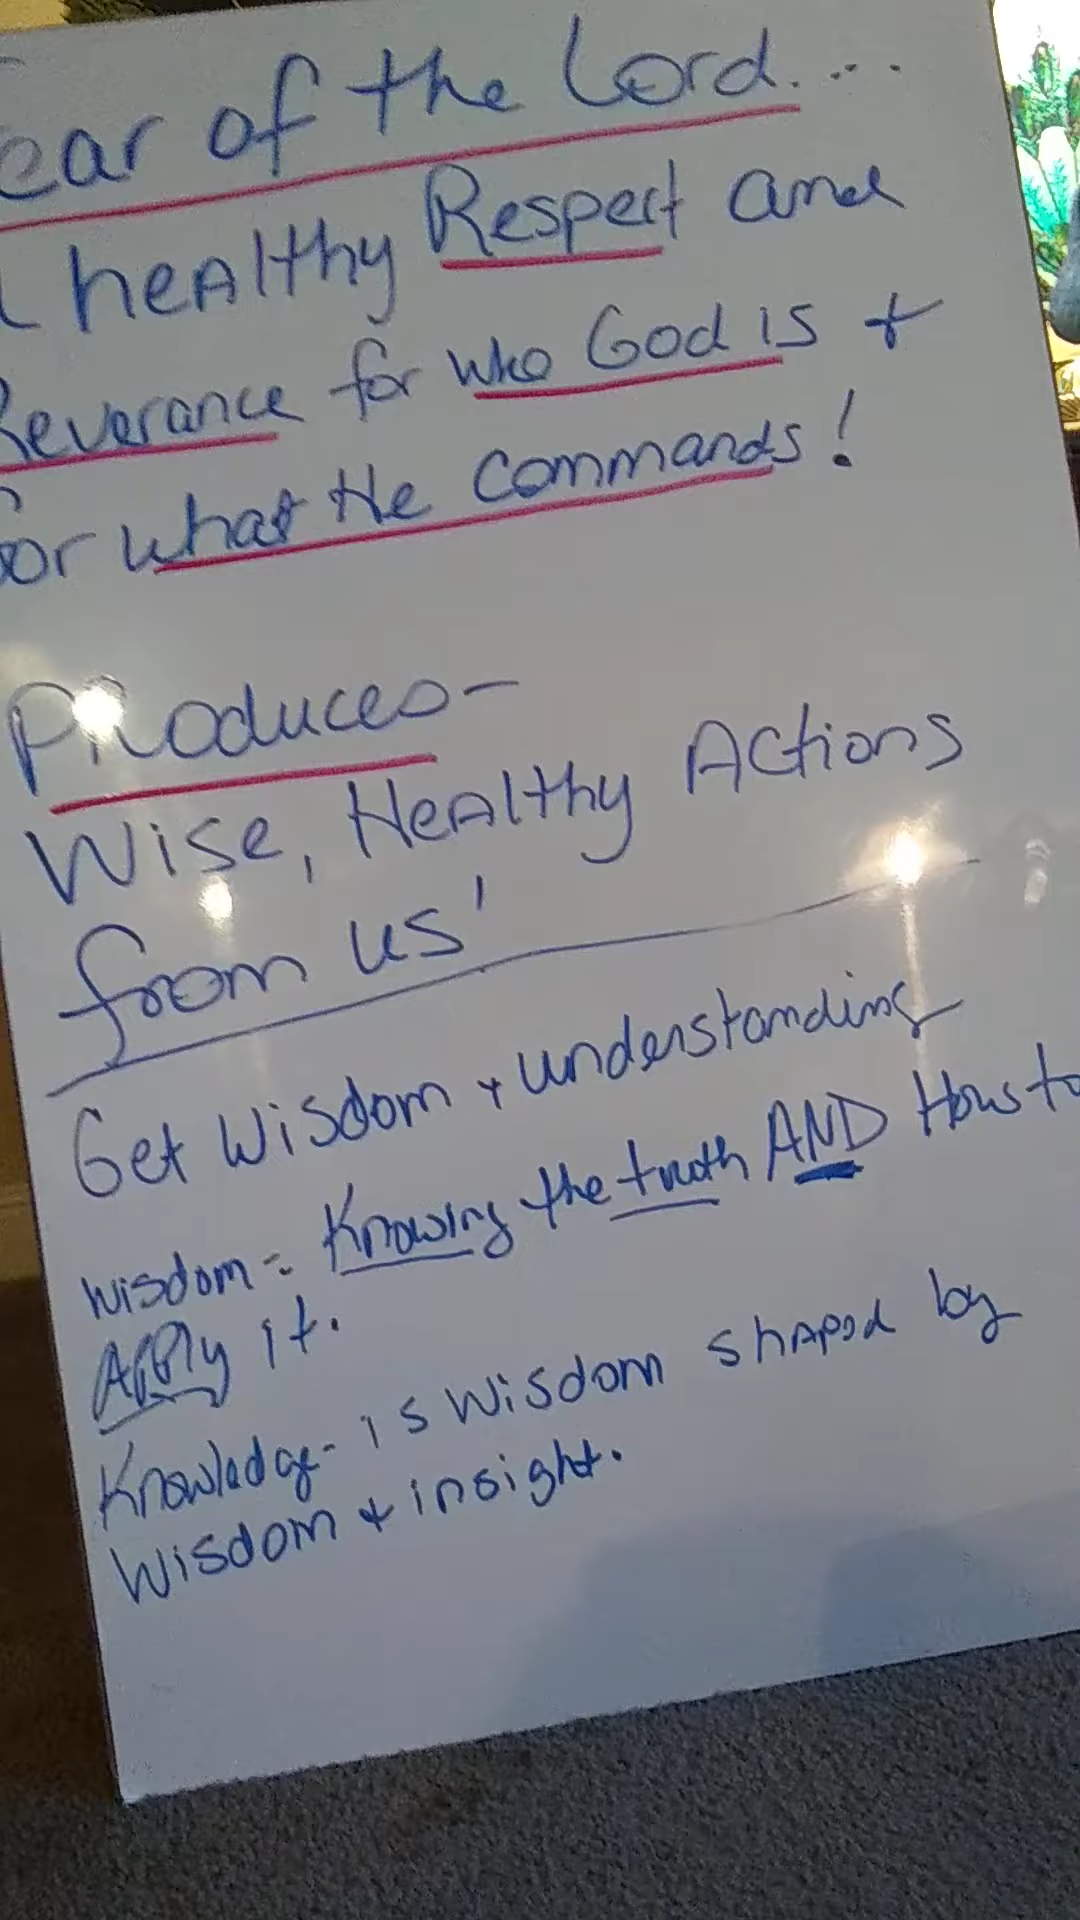 ear of the Lord....
healthy Respect and
Reverance for who God is +
for what He Commands!
Produces-
Wise, Healthy Actions
from us'
Get Wisdom + understanding
Wisdom = Knowing the truth AND How to
Apply it.
Knowledge- is Wisdom shaped by
Wisdom + insight.